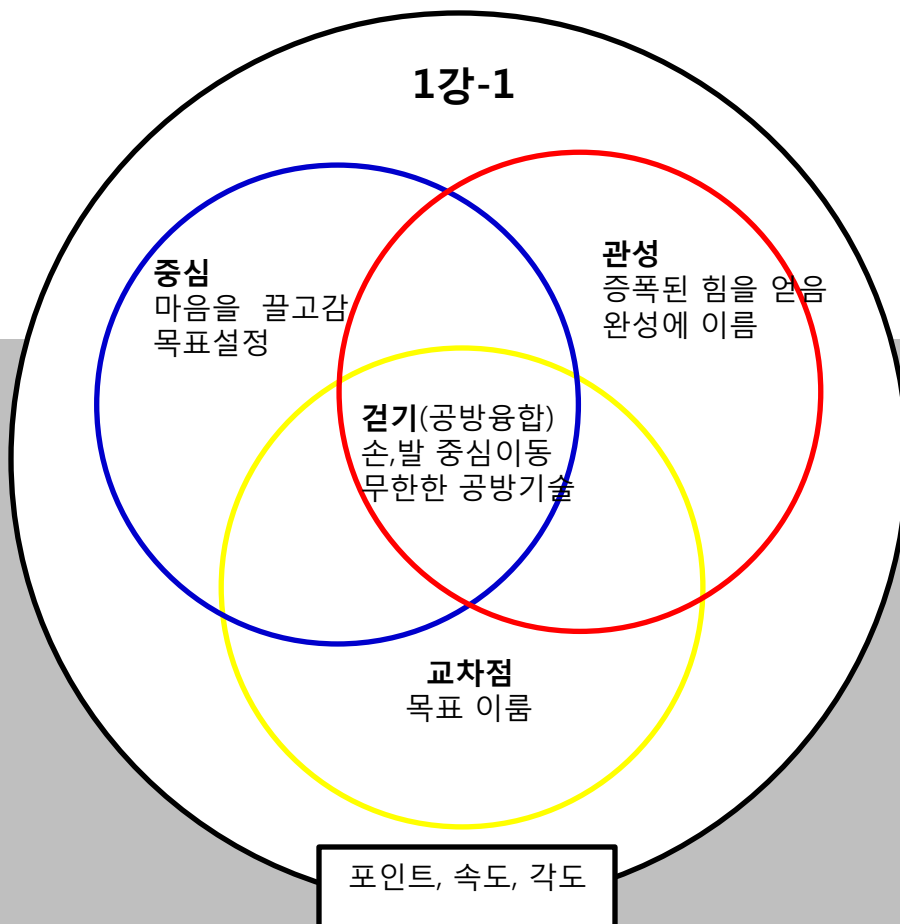 1강-1
중심
마음을  끌고감
목표설정
관성
증폭된 힘을 얻음
완성에 이름
걷기(공방융합)
손,발 중심이동
무한한 공방기술
교차점
목표 이룸
포인트, 속도, 각도